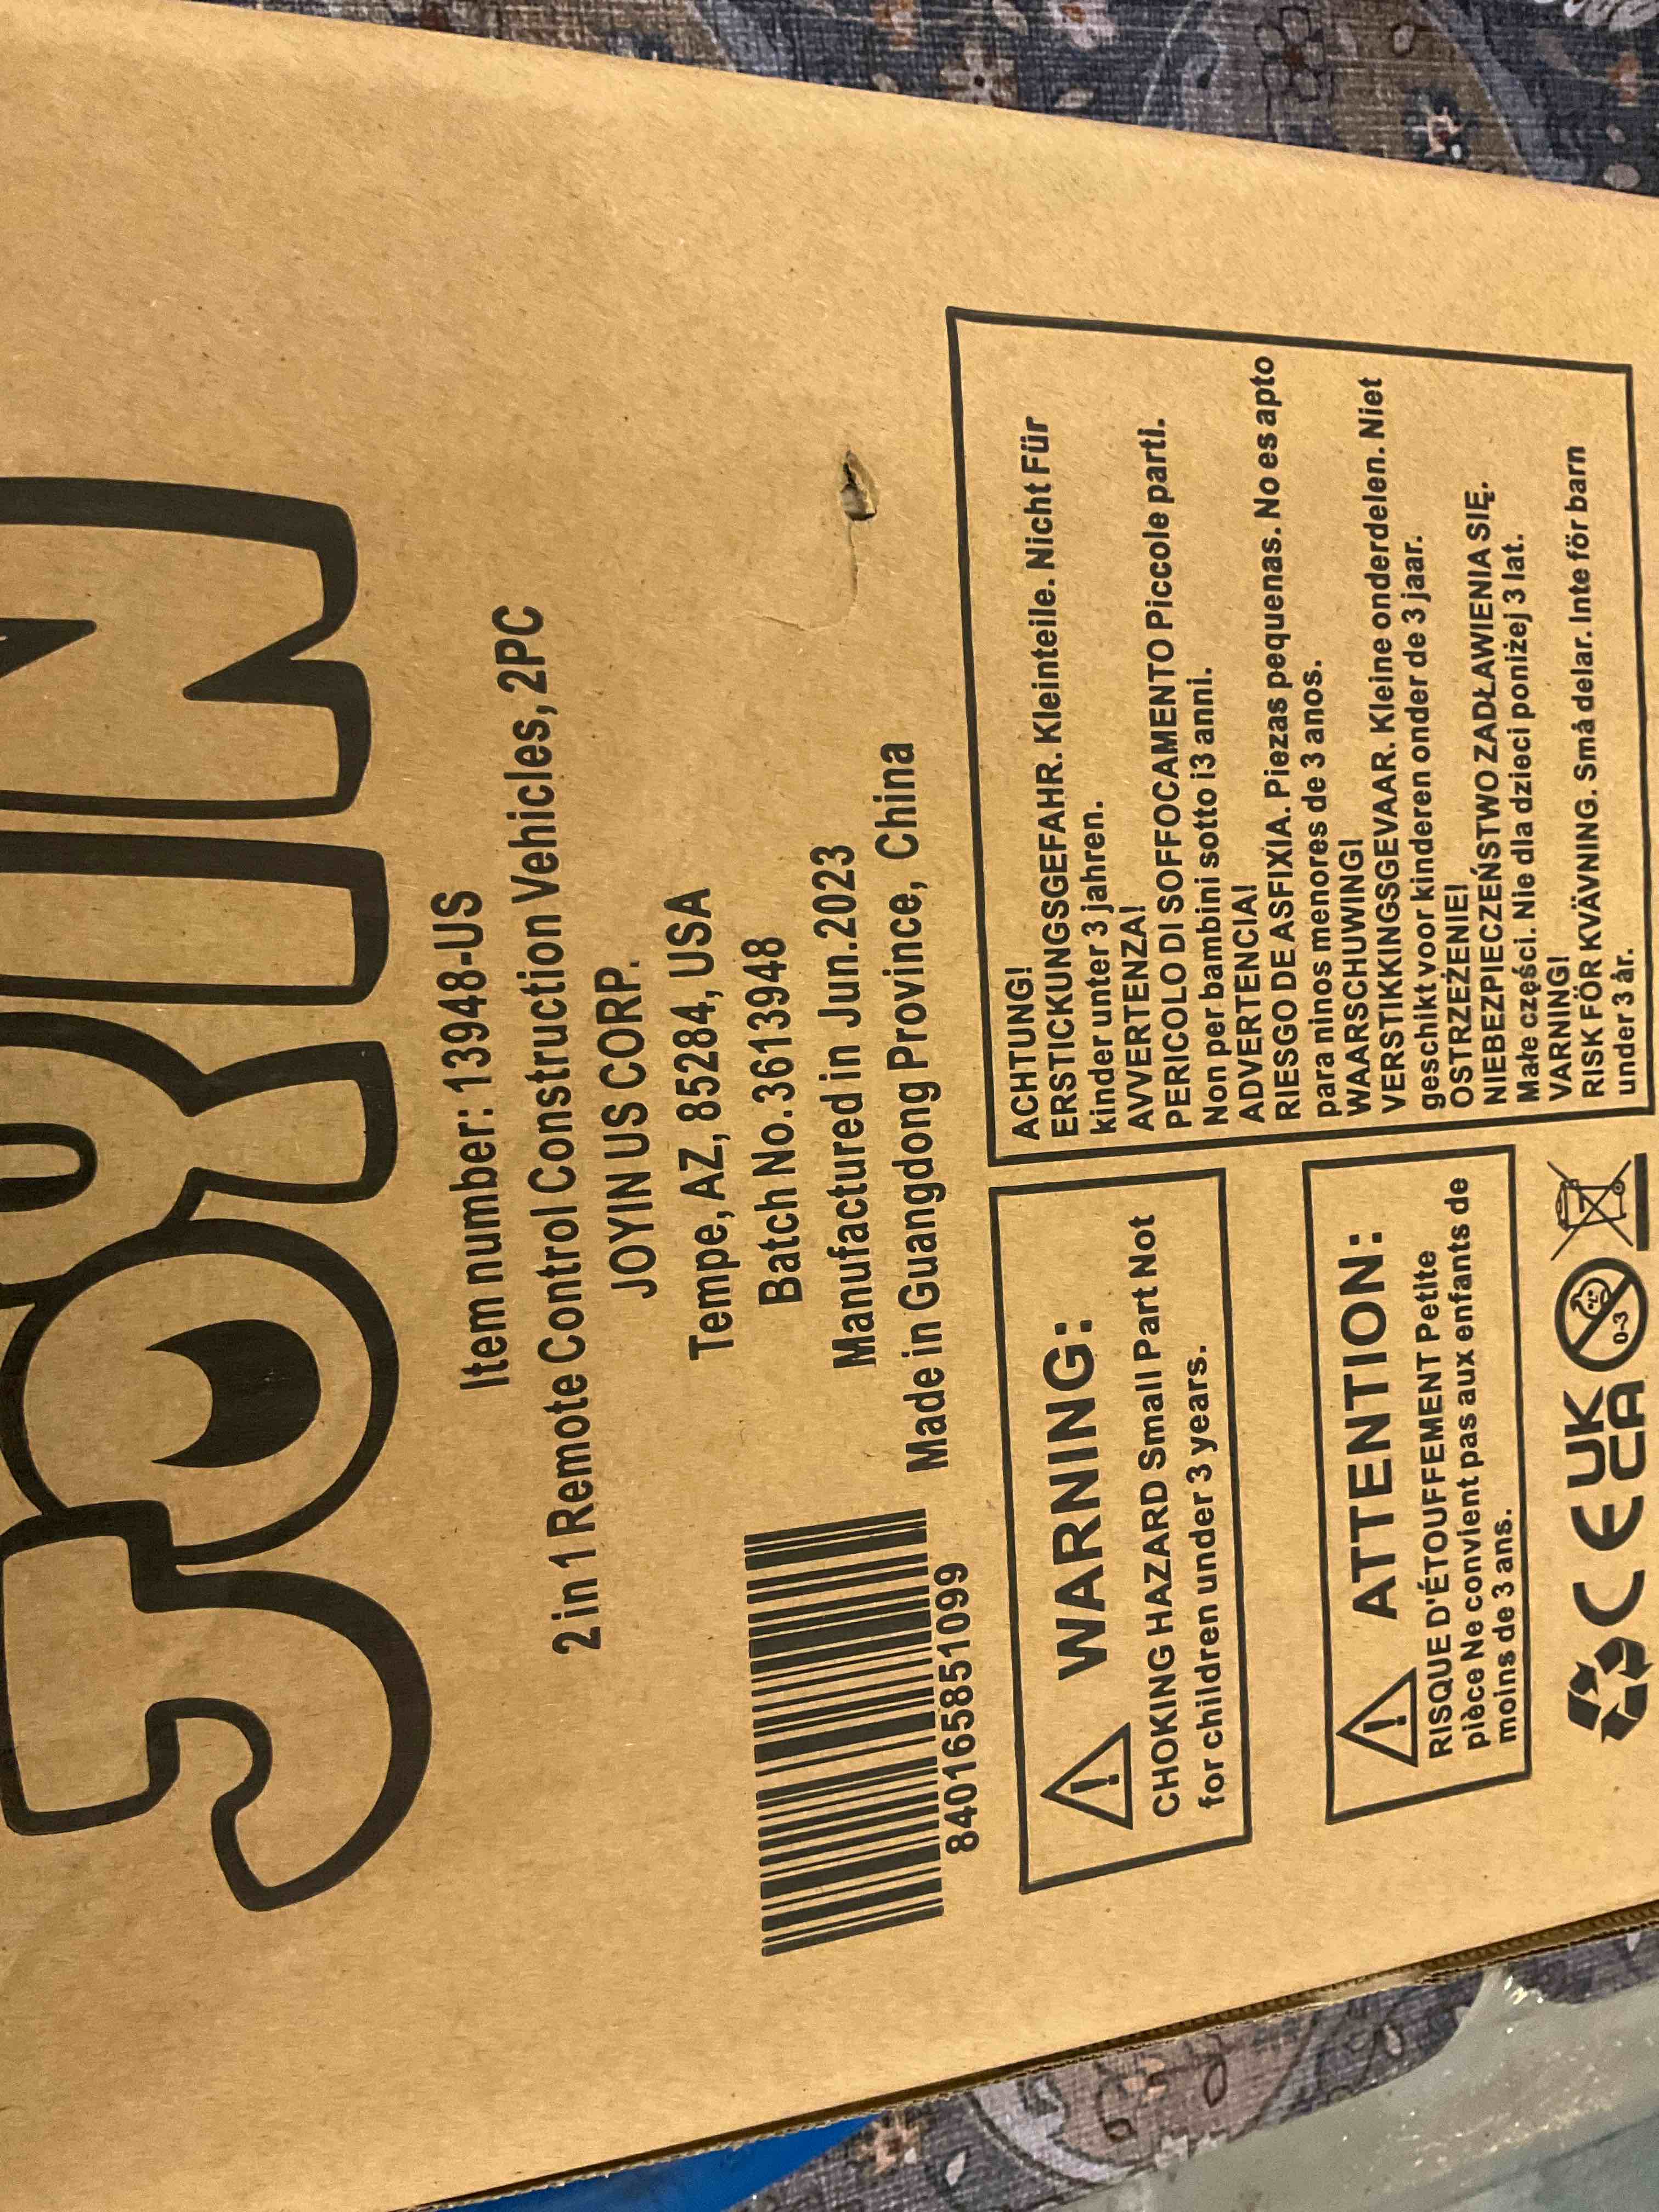 JOYIN
Item number: 13948-US
2 in 1 Remote Control Construction Vehicles, 2PC
JOYIN US CORP.
Tempe, AZ, 85284, USA
Batch No.3613948
Manufactured in Jun.2023
Made in Guangdong Province, China
840165851099
WARNING:
CHOKING HAZARD Small Part Not
for children under 3 years.
ATTENTION:
RISQUE D'ÉTOUFFEMENT Petite
pièce Ne convient pas aux enfants de
moins de 3 ans.
ACHTUNG!
ERSTICKUNGSGEFAHR. Kleinteile. Nicht Für
kinder unter 3 jahren.
AVVERTENZA!
PERICOLO DI SOFFOCAMENTO Piccole parti.
Non per bambini sotto i3 anni.
ADVERTENCIA!
RIESGO DE ASFIXIA. Piezas pequenas. No es apto
para ninos menores de 3 anos.
WAARSCHUWING!
VERSTIKKINGSGEVAAR. Kleine onderdelen. Niet
geschikt voor kinderen onder de 3 jaar.
OSTRZEŻENIE!
NIEBEZPIECZEŃSTWO ZADŁAWIENIA SIĘ.
Małe części. Nie dla dzieci poniżej 3 lat.
VARNING!
RISK FÖR KVÄVNING. Små delar. Inte för barn
under 3 år.
CE UK CA 0-3